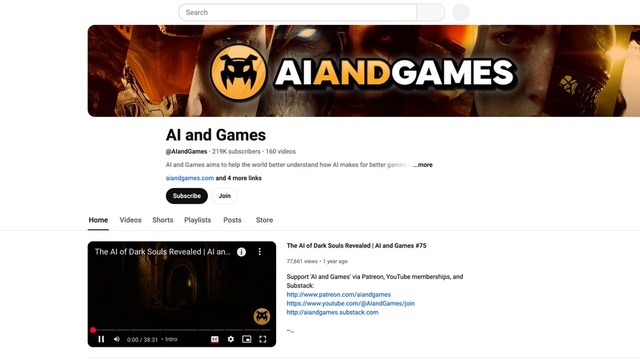 Search
AIANDGAMES
AI and Games
@AIandGames • 219K subscribers • 160 videos
AI and Games aims to help the world better understand how AI makes for better games ...more
aiandgames.com and 4 more links
Subscribe Join
Home Videos Shorts Playlists Posts Store
The AI of Dark Souls Revealed | AI an...
0:00 / 38:31 • Intro
The AI of Dark Souls Revealed | AI and Games #75
77,661 views • 1 year ago
Support 'AI and Games' via Patreon, YouTube memberships, and
Substack:
http://www.patreon.com/aiandgames
https://www.youtube.com/@AIandGames/join
http://aiandgames.substack.com
--...